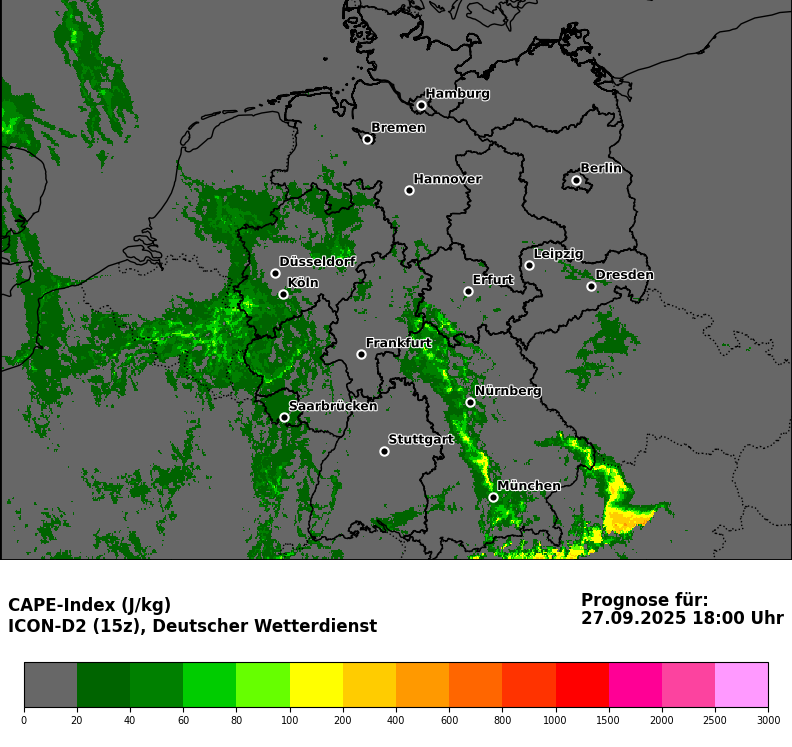 Hamburg
Bremen
Hannover
Berlin
Düsseldorf
Köln
Leipzig
Erfurt
Dresden
Frankfurt
Nürnberg
Saarbrücken
Stuttgart
München
CAPE-Index (J/kg)
ICON-D2 (15z), Deutscher Wetterdienst
Prognose für:
27.09.2025 18:00 Uhr
0 20 40 60 80 100 200 400 600 800 1000 1500 2000 2500 3000